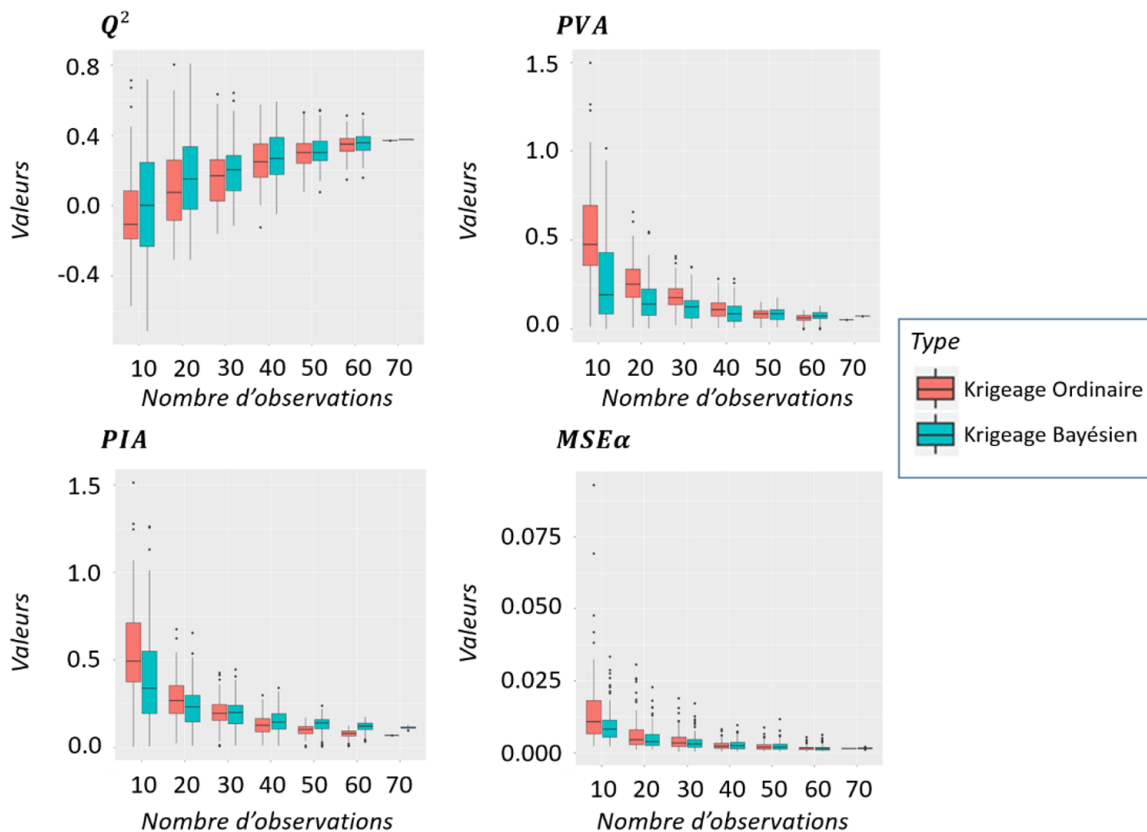 Q²
0.8
0.4
0.0
-0.4
Valeurs
10 20 30 40 50 60 70
Nombre d'observations
PVA
1.5
1.0
0.5
0.0
Valeurs
10 20 30 40 50 60 70
Nombre d'observations
Type
Krigeage Ordinaire
Krigeage Bayésien
PIA
1.5
1.0
0.5
0.0
Valeurs
10 20 30 40 50 60 70
Nombre d'observations
MSEα
0.075
0.050
0.025
0.000
Valeurs
10 20 30 40 50 60 70
Nombre d'observations